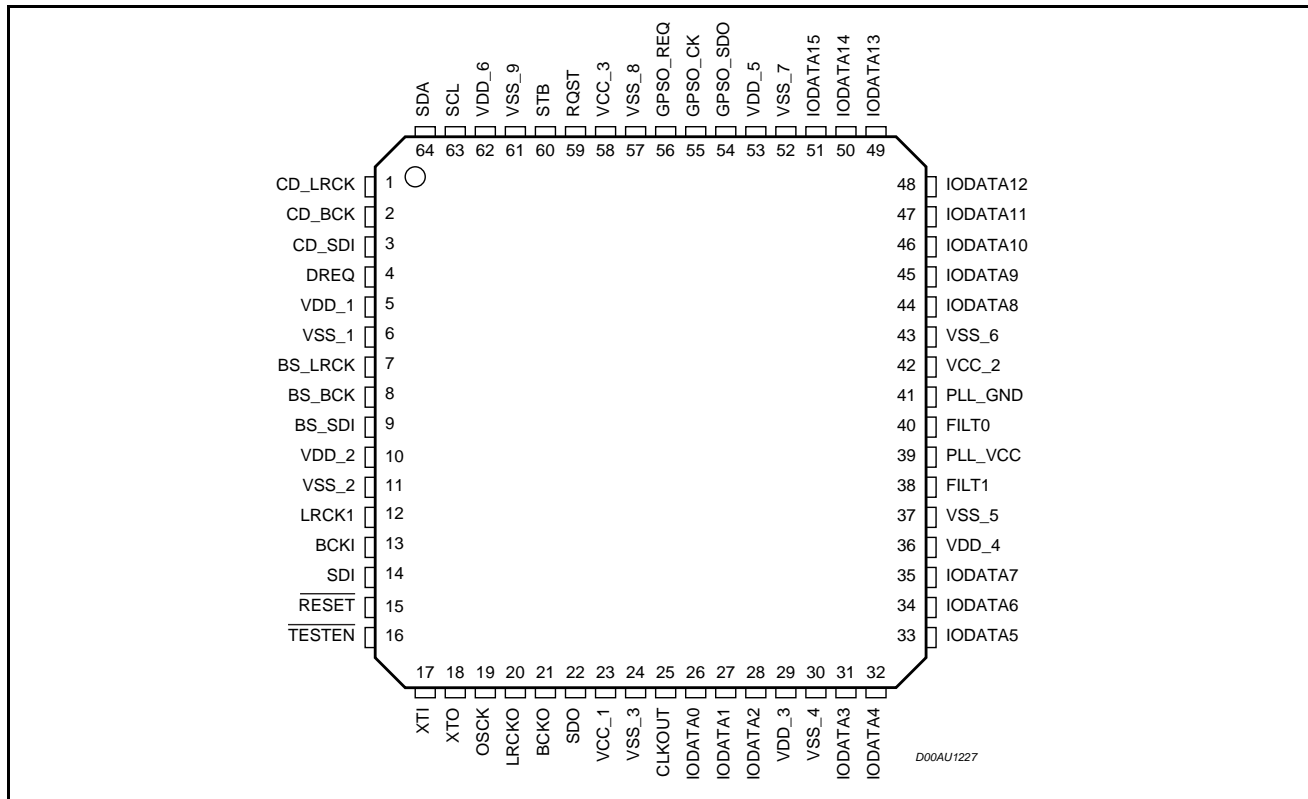 SDA SCL VDD_6 VSS_9 STB RQST VCC_3 VSS_8 GPSO_REQ GPSO_CK GPSO_SDO VDD_5 VSS_7 IODATA15 IODATA14 IODATA13
64 63 62 61 60 59 58 57 56 55 54 53 52 51 50 49
CD_LRCK 1 48 IODATA12
CD_BCK 2 47 IODATA11
CD_SDI 3 46 IODATA10
DREQ 4 45 IODATA9
VDD_1 5 44 IODATA8
VSS_1 6 43 VSS_6
BS_LRCK 7 42 VCC_2
BS_BCK 8 41 PLL_GND
BS_SDI 9 40 FILT0
VDD_2 10 39 PLL_VCC
VSS_2 11 38 FILT1
LRCK1 12 37 VSS_5
BCKI 13 36 VDD_4
SDI 14 35 IODATA7
RESET 15 34 IODATA6
TESTEN 16 33 IODATA5
17 18 19 20 21 22 23 24 25 26 27 28 29 30 31 32
XTI XTO OSCK LRCKO BCKO SDO VCC_1 VSS_3 CLKOUT IODATA0 IODATA1 IODATA2 VDD_3 VSS_4 IODATA3 IODATA4
D00AU1227